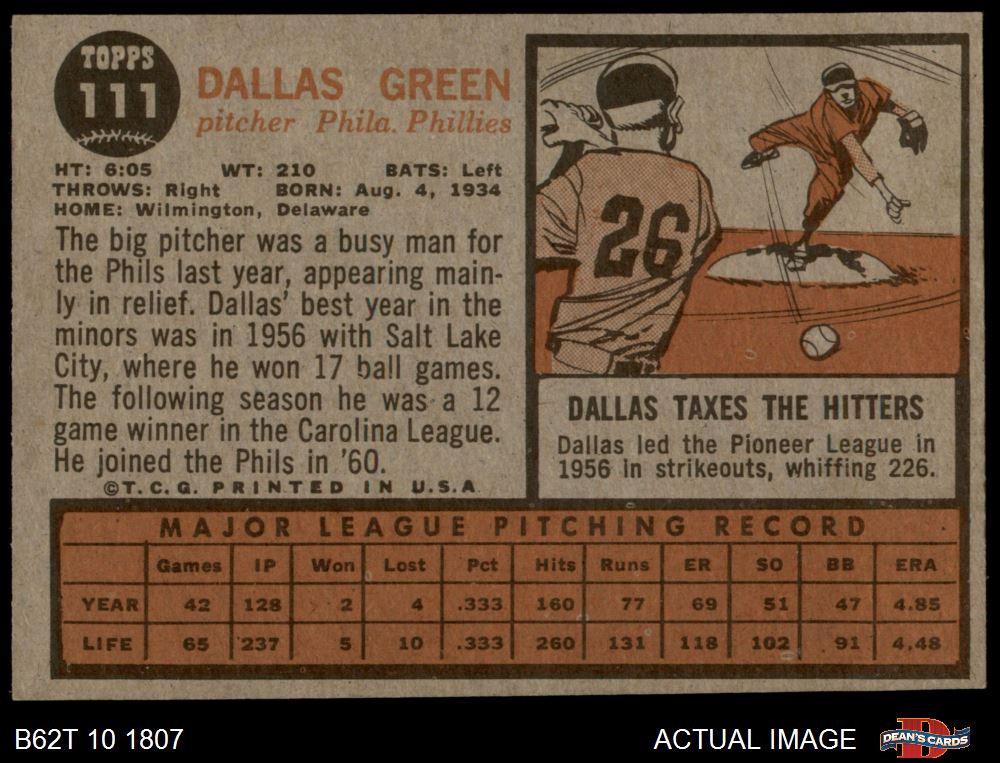 TOPPS
111
DALLAS GREEN
pitcher Phila. Phillies
HT: 6:05 WT: 210 BATS: Left
THROWS: Right BORN: Aug. 4, 1934
HOME: Wilmington, Delaware
The big pitcher was a busy man for
the Phils last year, appearing main-
ly in relief. Dallas' best year in the
minors was in 1956 with Salt Lake
City, where he won 17 ball games.
The following season he was a 12
game winner in the Carolina League.
He joined the Phils in '60.
©T.C.G. PRINTED IN U.S.A.
26
DALLAS TAXES THE HITTERS
Dallas led the Pioneer League in
1956 in strikeouts, whiffing 226.
MAJOR LEAGUE PITCHING RECORD
Games IP Won Lost Pct Hits Runs ER SO BB ERA
YEAR 42 128 2 4 .333 160 77 69 51 47 4.85
LIFE 65 237 5 10 .333 260 131 118 102 91 4.48
B62T 10 1807
ACTUAL IMAGE
D
DEAN'S CARDS